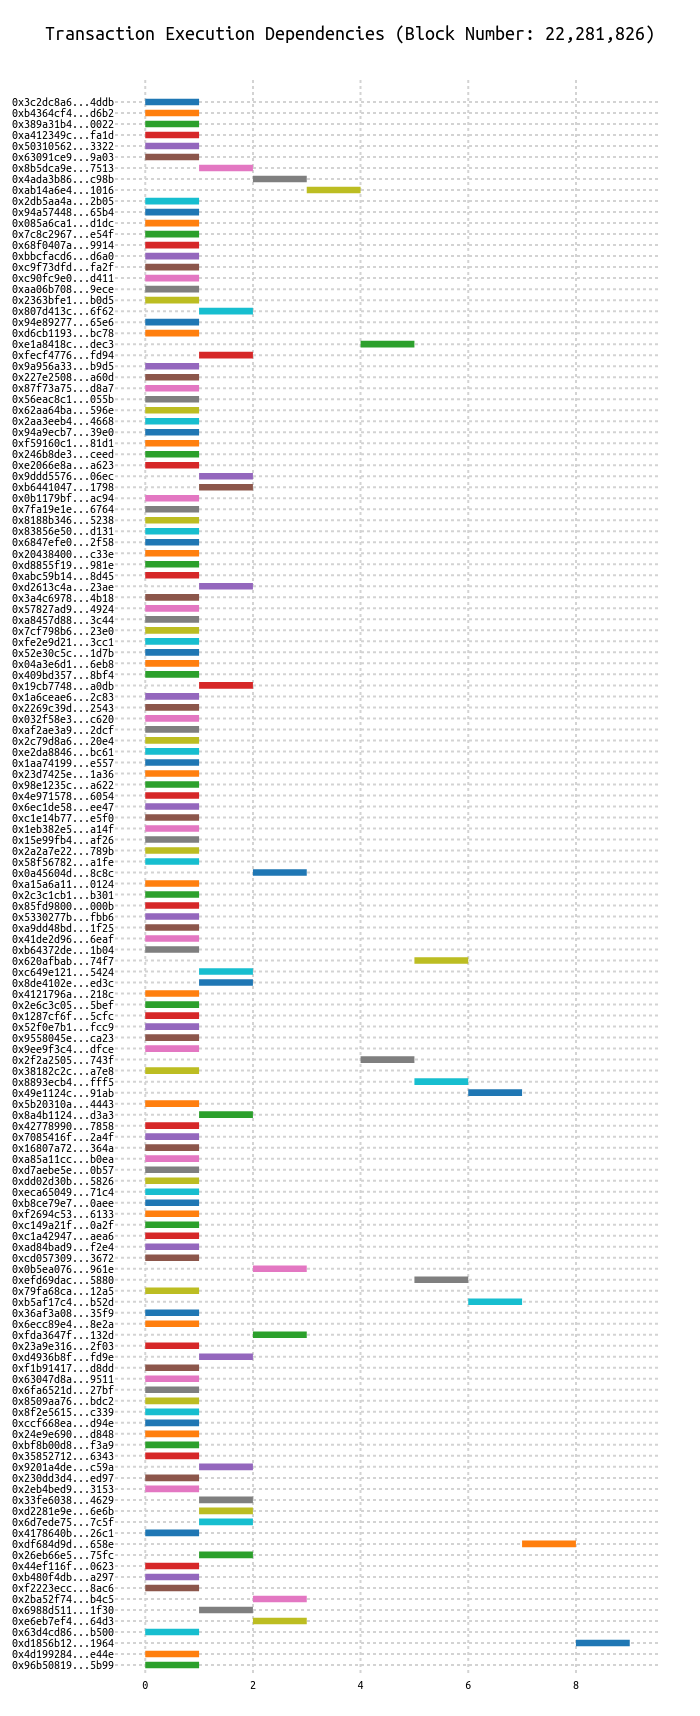 Transaction Execution Dependencies (Block Number: 22,281,826)
0x3c2dc8a6...4ddb
0xb4364cf4...d6b2
0x389a31b4...0022
0xa412349c...fa1d
0x50310562...3322
0x63091ce9...9a03
0x8b5dca9e...7513
0x4ada3b86...c98b
0xab14a6e4...1016
0x2db5aa4a...2b05
0x94a57448...65b4
0x085a6ca1...d1dc
0x7c8c2967...e54f
0x68f0407a...9914
0xbbcfacd6...d6a0
0xc9f73dfd...fa2f
0xc90fc9e0...d411
0xaa06b708...9ece
0x2363bfe1...b0d5
0x807d413c...6f62
0x94e89277...65e6
0xd6cb1193...bc78
0xe1a8418c...dec3
0xfecf4776...fd94
0x9a956a33...b9d5
0x227e2508...a60d
0x87f73a75...d8a7
0x56eac8c1...055b
0x62aa64ba...596e
0x2aa3eeb4...4668
0x94a9ecb7...39e0
0xf59160c1...81d1
0x246b8de3...ceed
0xe2066e8a...a623
0x9ddd5576...06ec
0xb6441047...1798
0x0b1179bf...ac94
0x7fa19e1e...6764
0x8188b346...5238
0x83856e50...d131
0x6847efe0...2f58
0x20438400...c33e
0xd8855f19...981e
0xabc59b14...8d45
0xd2613c4a...23ae
0x3a4c6978...4b18
0x57827ad9...4924
0xa8457d88...3c44
0x7cf798b6...23e0
0xfe2e9d21...3cc1
0x52e30c5c...1d7b
0x04a3e6d1...6eb8
0x409bd357...8bf4
0x19cb7748...a0db
0x1a6ceae6...2c83
0x2269c39d...2543
0x032f58e3...c620
0xaf2ae3a9...2dcf
0x2c79d8a6...20e4
0xe2da8846...bc61
0x1aa74199...e557
0x23d7425e...1a36
0x98e1235c...a622
0x4e971578...6054
0x6ec1de58...ee47
0xc1e14b77...e5f0
0x1eb382e5...a14f
0x15e99fb4...af26
0x2a2a7e22...789b
0x58f56782...a1fe
0x0a45604d...8c8c
0xa15a6a11...0124
0x2c3c1cb1...b301
0x85fd9800...000b
0x5330277b...fbb6
0xa9dd48bd...1f25
0x41de2d96...6eaf
0xb64372de...1b04
0x620afbab...74f7
0xc649e121...5424
0x8de4102e...ed3c
0x4121796a...218c
0x2e6c3c05...5bef
0x1287cf6f...5cfc
0x52f0e7b1...fcc9
0x9558045e...ca23
0x9ee9f3c4...dfce
0x2f2a2505...743f
0x38182c2c...a7e8
0x8893ecb4...fff5
0x49e1124c...91ab
0x5b20310a...4443
0x8a4b1124...d3a3
0x42778990...7858
0x7085416f...2a4f
0x16807a72...364a
0xa85a11cc...b0ea
0xd7aebe5e...0b57
0xdd02d30b...5826
0xeca65049...71c4
0xb8ce79e7...0aee
0xf2694c53...6133
0xc149a21f...0a2f
0xc1a42947...aea6
0xad84bad9...f2e4
0xcd057309...3672
0x0b5ea076...961e
0xefd69dac...5880
0x79fa68ca...12a5
0xb5af17c4...b52d
0x36af3a08...35f9
0x6ecc89e4...8e2a
0xfda3647f...132d
0x23a9e316...2f03
0xd4936b8f...fd9e
0xf1b91417...d8dd
0x63047d8a...9511
0x6fa6521d...27bf
0x8509aa76...bdc2
0x8f2e5615...c339
0xccf668ea...d94e
0x24e9e690...d848
0xbf8b00d8...f3a9
0x35852712...6343
0x9201a4de...c59a
0x230dd3d4...ed97
0x2eb4bed9...3153
0x33fe6038...4629
0xd2281e9e...6e6b
0x6d7ede75...7c5f
0x4178640b...26c1
0xdf684d9d...658e
0x26eb66e5...75fc
0x44ef116f...0623
0xb480f4db...a297
0xf2223ecc...8ac6
0x2ba52f74...b4c5
0x6988d511...1f30
0xe6eb7ef4...64d3
0x63d4cd86...b500
0xd1856b12...1964
0x4d199284...e44e
0x96b50819...5b99
0 2 4 6 8